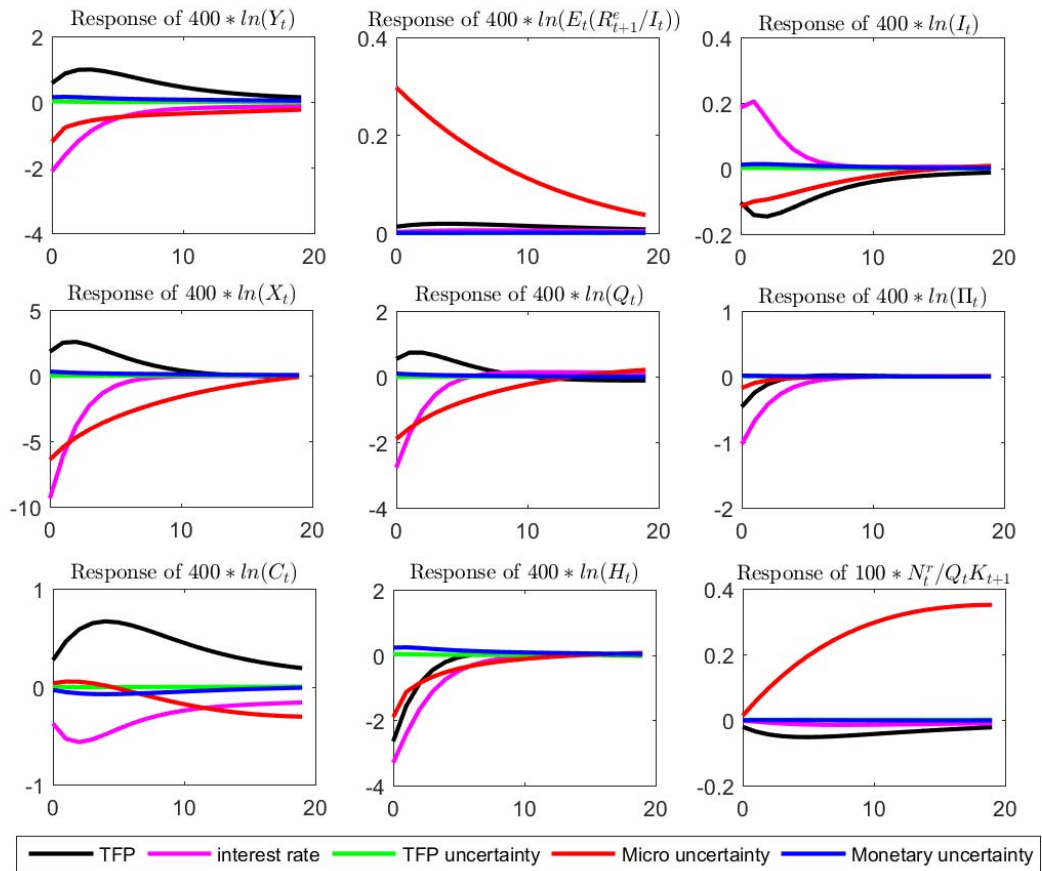 Response of 400 * ln(Y_t)
2
0
-2
-4
0 10 20
Response of 400 * ln(E_t(R^e_{t+1}/I_t))
0.4
0.2
0
0 10 20
Response of 400 * ln(I_t)
0.4
0.2
0
-0.2
0 10 20
Response of 400 * ln(X_t)
5
0
-5
-10
0 10 20
Response of 400 * ln(Q_t)
2
0
-2
-4
0 10 20
Response of 400 * ln(Π_t)
1
0
-1
-2
0 10 20
Response of 400 * ln(C_t)
1
0
-1
0 10 20
Response of 400 * ln(H_t)
2
0
-2
-4
0 10 20
Response of 100 * N^r_t/Q_tK_{t+1}
0.4
0.2
0
-0.2
0 10 20
TFP interest rate TFP uncertainty Micro uncertainty Monetary uncertainty